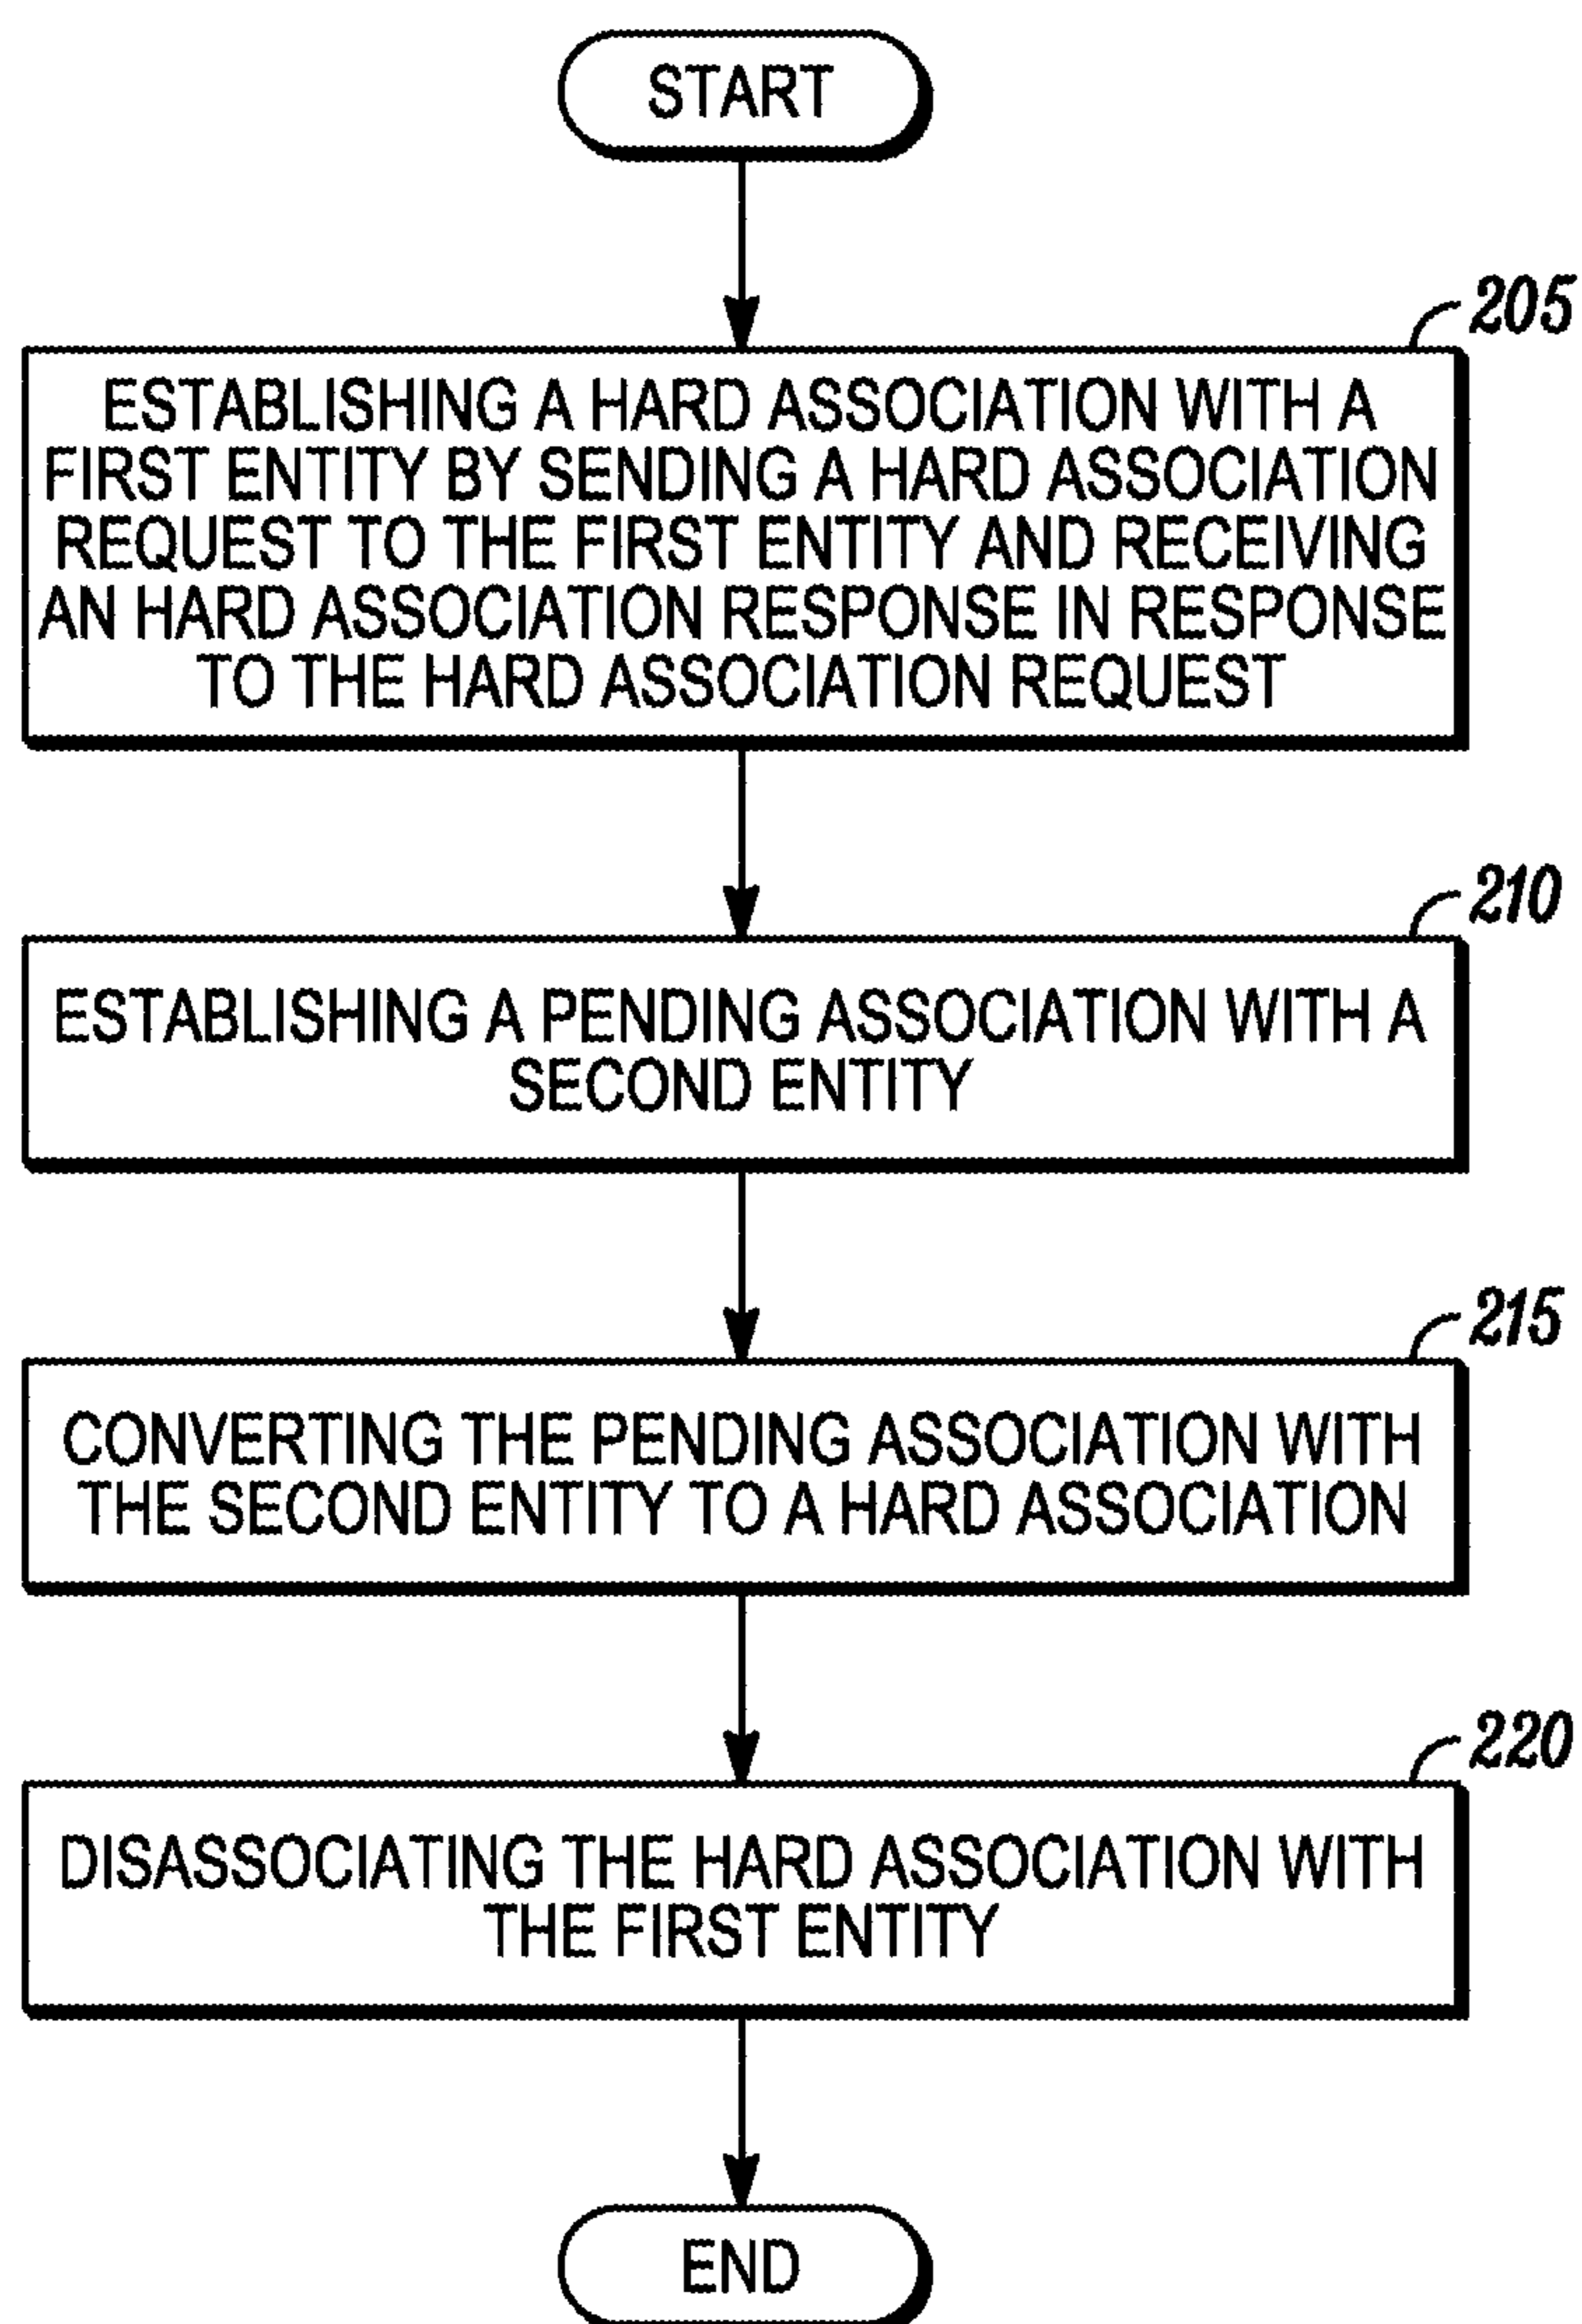 START
205
ESTABLISHING A HARD ASSOCIATION WITH A
FIRST ENTITY BY SENDING A HARD ASSOCIATION
REQUEST TO THE FIRST ENTITY AND RECEIVING
AN HARD ASSOCIATION RESPONSE IN RESPONSE
TO THE HARD ASSOCIATION REQUEST
210
ESTABLISHING A PENDING ASSOCIATION WITH A
SECOND ENTITY
215
CONVERTING THE PENDING ASSOCIATION WITH
THE SECOND ENTITY TO A HARD ASSOCIATION
220
DISASSOCIATING THE HARD ASSOCIATION WITH
THE FIRST ENTITY
END